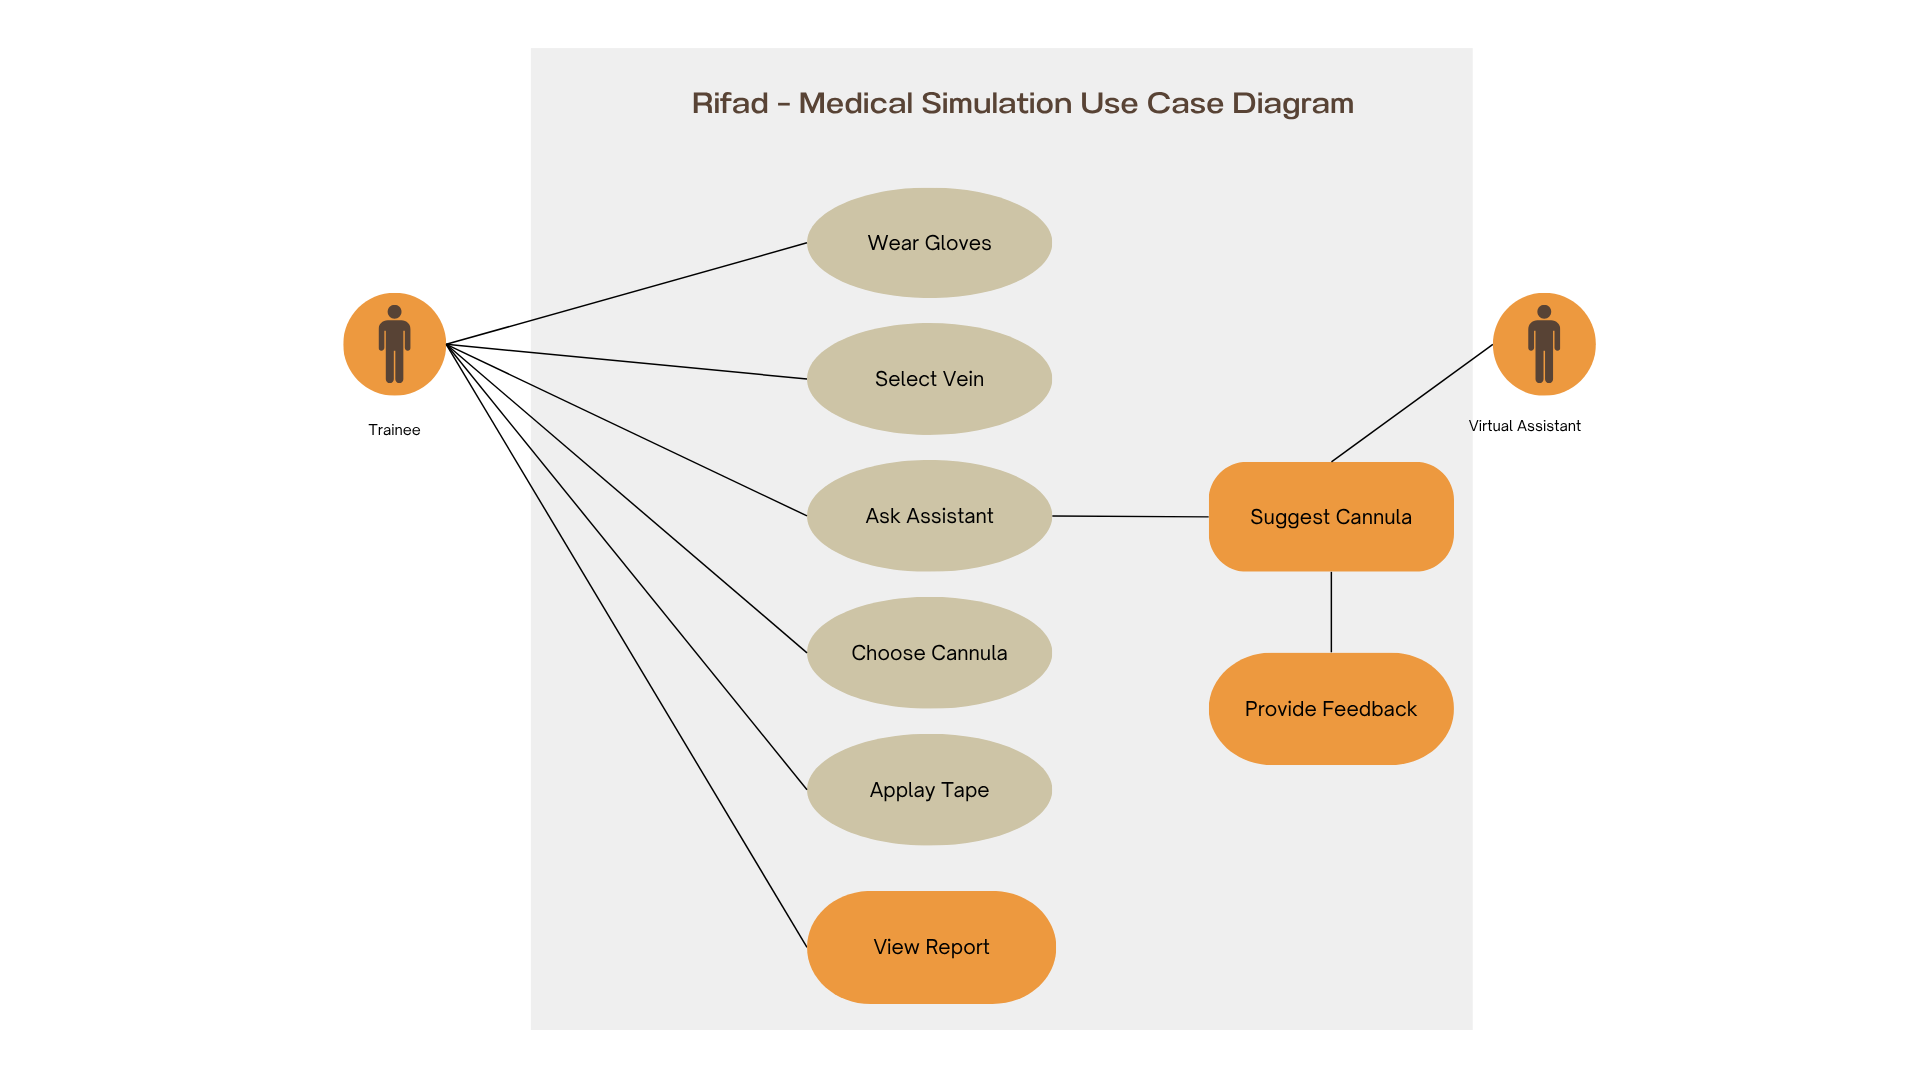 Rifad - Medical Simulation Use Case Diagram
Wear Gloves
Select Vein
Trainee
Virtual Assistant
Ask Assistant
Suggest Cannula
Choose Cannula
Provide Feedback
Applay Tape
View Report